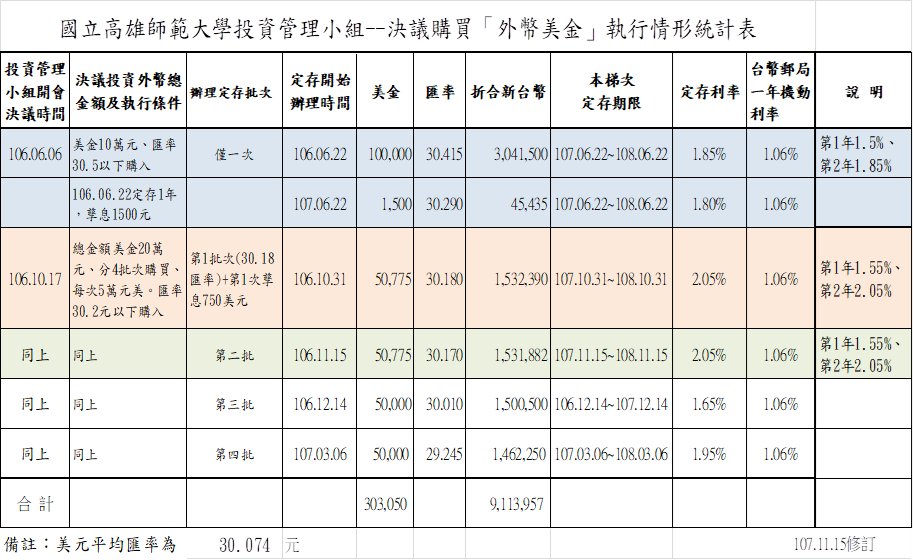 國立高雄師範大學投資管理小組--決議購買「外幣美金」執行情形統計表
投資管理小組開會決議時間 決議投資外幣總金額及執行條件 辦理定存批次 定存開始辦理時間 美金 匯率 折合新台幣 本梯次定存期限 定存利率 台幣郵局一年機動利率 說 明
106.06.06 美金10萬元、匯率30.5以下購入 僅一次 106.06.22 100,000 30.415 3,041,500 107.06.22~108.06.22 1.85% 1.06% 第1年1.5%、第2年1.85%
106.06.22定存1年，孳息1500元 107.06.22 1,500 30.290 45,435 107.06.22~108.06.22 1.80% 1.06%
106.10.17 總金額美金20萬元、分4批次購買、每次5萬元美。匯率30.2元以下購入 第1批次(30.18匯率)+第1次孳息750美元 106.10.31 50,775 30.180 1,532,390 107.10.31~108.10.31 2.05% 1.06% 第1年1.55%、第2年2.05%
同上 同上 第二批 106.11.15 50,775 30.170 1,531,882 107.11.15~108.11.15 2.05% 1.06% 第1年1.55%、第2年2.05%
同上 同上 第三批 106.12.14 50,000 30.010 1,500,500 106.12.14~107.12.14 1.65% 1.06%
同上 同上 第四批 107.03.06 50,000 29.245 1,462,250 107.03.06~108.03.06 1.95% 1.06%
合 計 303,050 9,113,957
備註：美元平均匯率為 30.074 元 107.11.15修訂